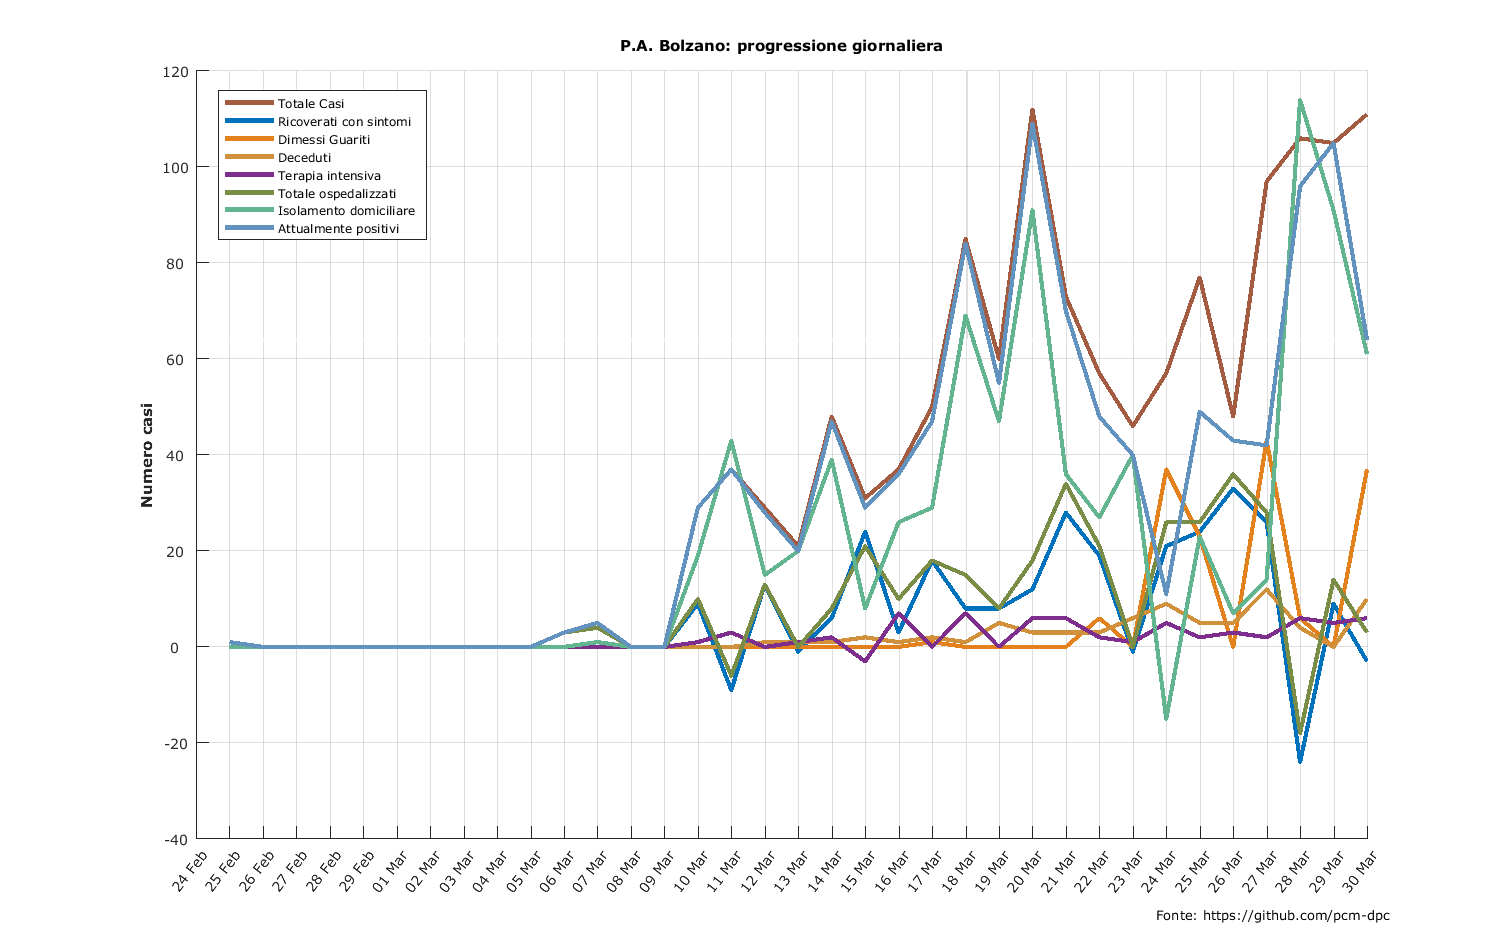 P.A. Bolzano: progressione giornaliera
120
100
80
60
40
20
0
-20
-40
Numero casi
Totale Casi
Ricoverati con sintomi
Dimessi Guariti
Deceduti
Terapia intensiva
Totale ospedalizzati
Isolamento domiciliare
Attualmente positivi
24 Feb
25 Feb
26 Feb
27 Feb
28 Feb
29 Feb
01 Mar
02 Mar
03 Mar
04 Mar
05 Mar
06 Mar
07 Mar
08 Mar
09 Mar
10 Mar
11 Mar
12 Mar
13 Mar
14 Mar
15 Mar
16 Mar
17 Mar
18 Mar
19 Mar
20 Mar
21 Mar
22 Mar
23 Mar
24 Mar
25 Mar
26 Mar
27 Mar
28 Mar
29 Mar
30 Mar
Fonte: https://github.com/pcm-dpc